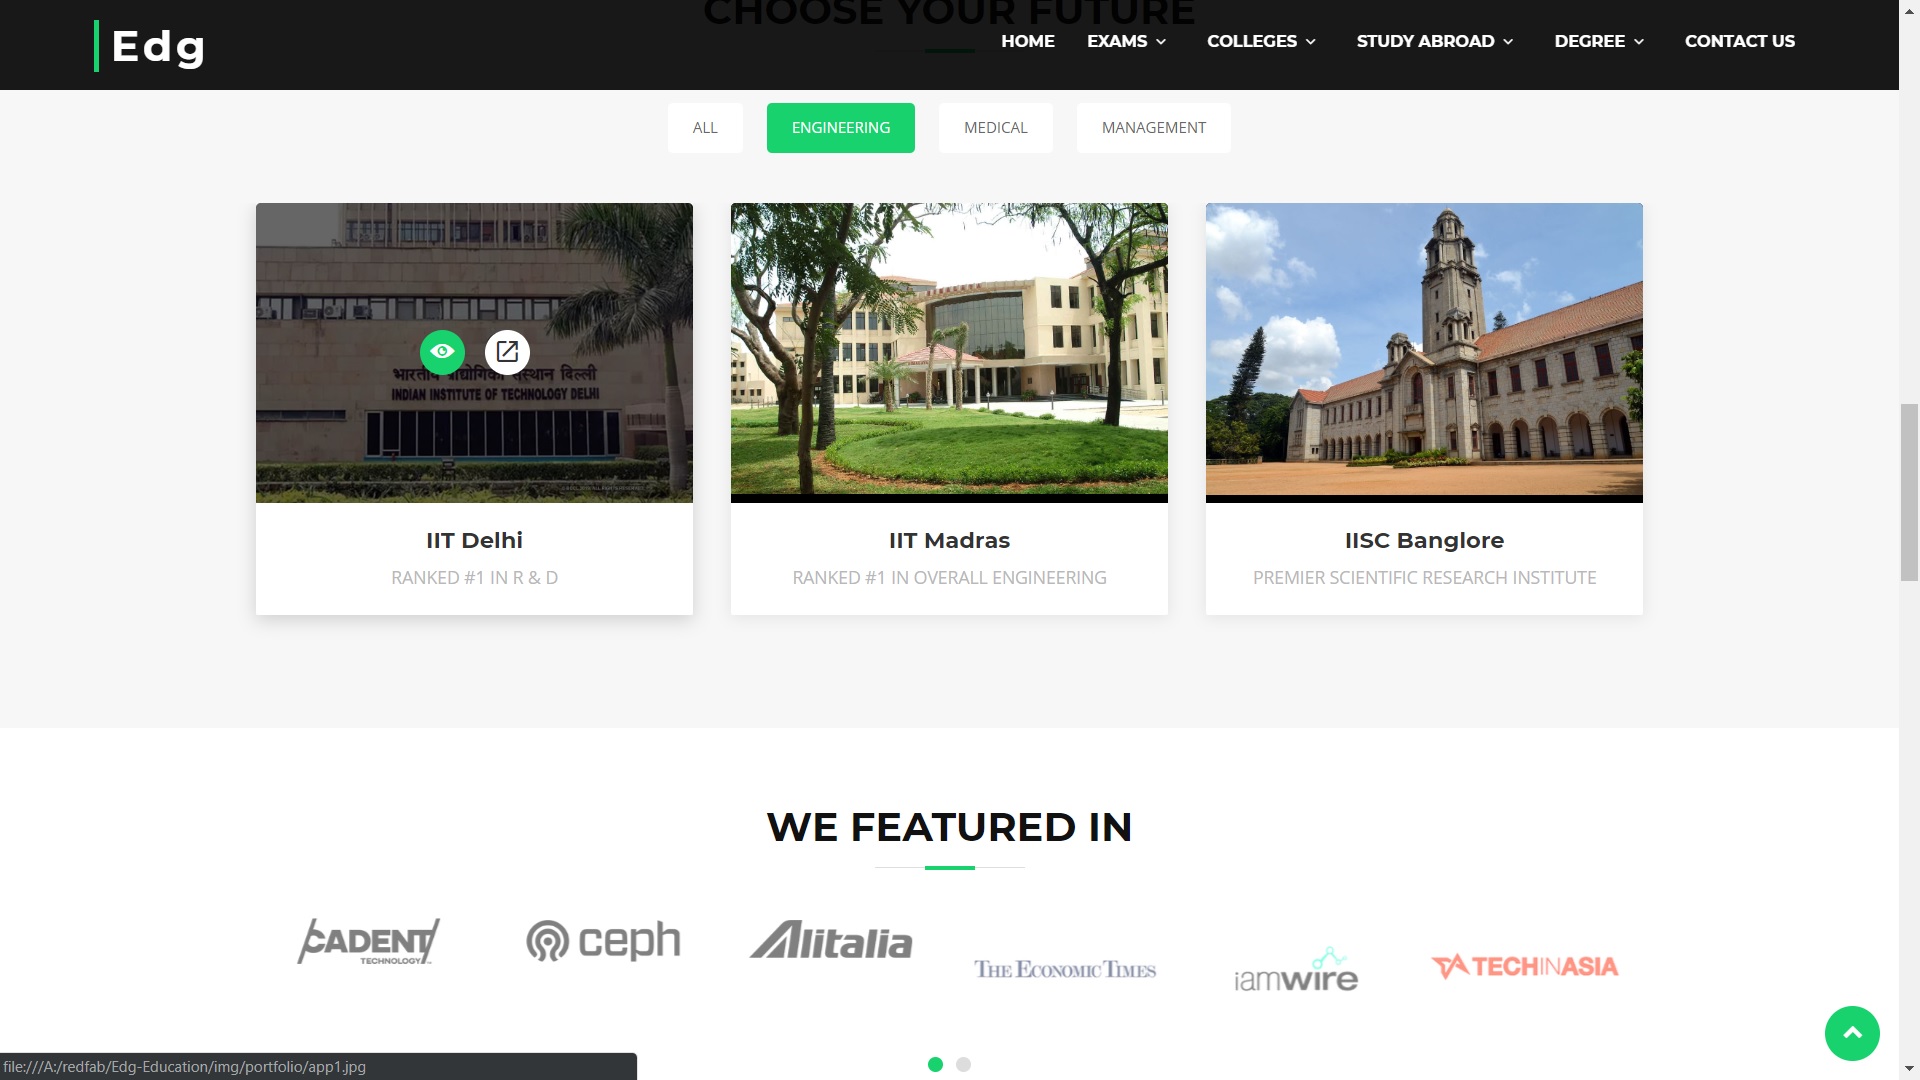 CHOOSE YOUR FUTURE
Edg
HOME
EXAMS
COLLEGES
STUDY ABROAD
DEGREE
CONTACT US
ALL
ENGINEERING
MEDICAL
MANAGEMENT
भारतीय प्रौद्योगिकी संस्थान दिल्ली
INDIAN INSTITUTE OF TECHNOLOGY DELHI
IIT Delhi
RANKED #1 IN R & D
IIT Madras
RANKED #1 IN OVERALL ENGINEERING
IISC Banglore
PREMIER SCIENTIFIC RESEARCH INSTITUTE
WE FEATURED IN
CADENT
TECHNOLOGY
ceph
Alitalia
THE ECONOMIC TIMES
iamwire
TECHINASIA
file:///A:/redfab/Edg-Education/img/portfolio/app1.jpg